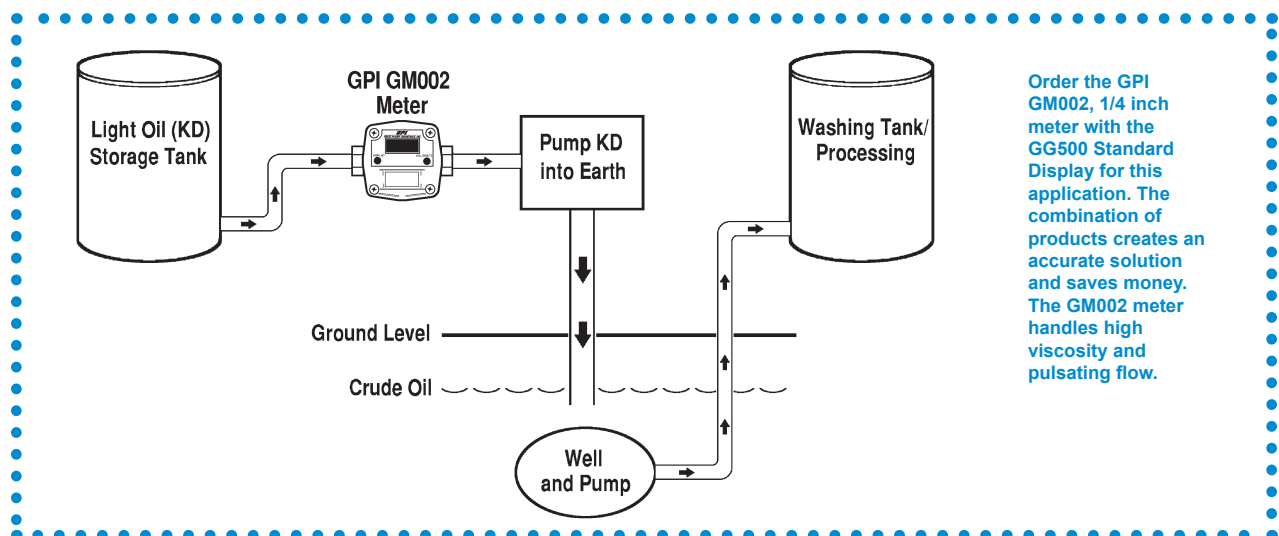 Light Oil (KD)
Storage Tank
GPI GM002
Meter
GPI
Pump KD
into Earth
Washing Tank/
Processing
Ground Level
Crude Oil
Well
and Pump
Order the GPI
GM002, 1/4 inch
meter with the
GG500 Standard
Display for this
application. The
combination of
products creates an
accurate solution
and saves money.
The GM002 meter
handles high
viscosity and
pulsating flow.